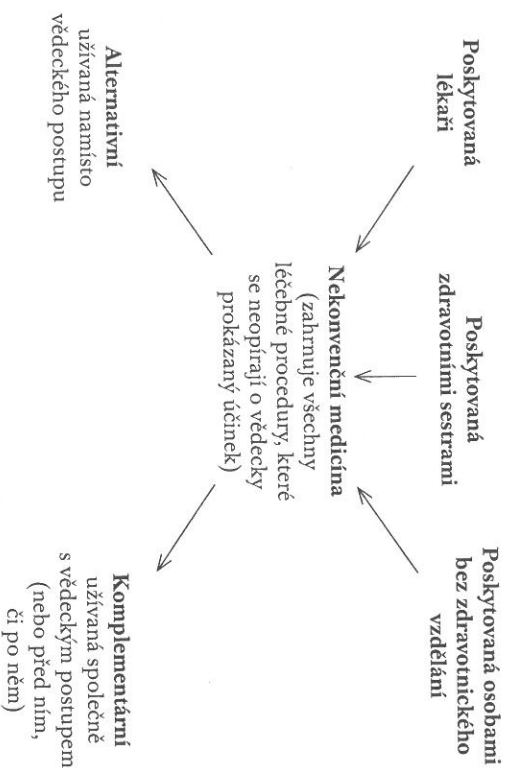 Poskytovaná
lékaři
Poskytovaná
zdravotními sestrami
Poskytovaná osobami
bez zdravotnického
vzdělání
Nekonvenční medicína
(zahrnuje všechny
léčebné procedury, které
se neopírají o vědecky
prokázaný účinek)
Alternativní
užívaná namísto
vědeckého postupu
Komplementární
užívaná společně
s vědeckým postupem
(nebo před ním,
či po něm)